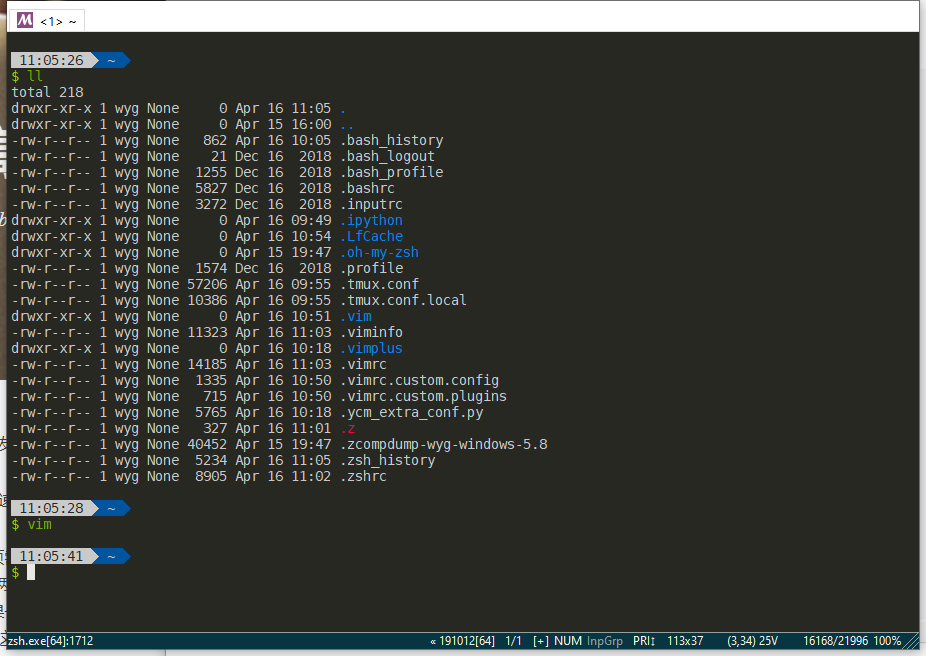 <1> ~
11:05:26 ~
$ ll
total 218
drwxr-xr-x 1 wyg None     0 Apr 16 11:05 .
drwxr-xr-x 1 wyg None     0 Apr 15 16:00 ..
-rw-r--r-- 1 wyg None   862 Apr 16 10:05 .bash_history
-rw-r--r-- 1 wyg None    21 Dec 16  2018 .bash_logout
-rw-r--r-- 1 wyg None  1255 Dec 16  2018 .bash_profile
-rw-r--r-- 1 wyg None  5827 Dec 16  2018 .bashrc
-rw-r--r-- 1 wyg None  3272 Dec 16  2018 .inputrc
drwxr-xr-x 1 wyg None     0 Apr 16 09:49 .ipython
drwxr-xr-x 1 wyg None     0 Apr 16 10:54 .LfCache
drwxr-xr-x 1 wyg None     0 Apr 15 19:47 .oh-my-zsh
-rw-r--r-- 1 wyg None  1574 Dec 16  2018 .profile
-rw-r--r-- 1 wyg None 57206 Apr 16 09:55 .tmux.conf
-rw-r--r-- 1 wyg None 10386 Apr 16 09:55 .tmux.conf.local
drwxr-xr-x 1 wyg None     0 Apr 16 10:51 .vim
-rw-r--r-- 1 wyg None 11323 Apr 16 11:03 .viminfo
drwxr-xr-x 1 wyg None     0 Apr 16 10:18 .vimplus
-rw-r--r-- 1 wyg None 14185 Apr 16 11:03 .vimrc
-rw-r--r-- 1 wyg None  1335 Apr 16 10:50 .vimrc.custom.config
-rw-r--r-- 1 wyg None   715 Apr 16 10:50 .vimrc.custom.plugins
-rw-r--r-- 1 wyg None  5765 Apr 16 10:18 .ycm_extra_conf.py
-rw-r--r-- 1 wyg None   327 Apr 16 11:01 .z
-rw-r--r-- 1 wyg None 40452 Apr 15 19:47 .zcompdump-wyg-windows-5.8
-rw-r--r-- 1 wyg None  5234 Apr 16 11:05 .zsh_history
-rw-r--r-- 1 wyg None  8905 Apr 16 11:02 .zshrc
11:05:28 ~
$ vim
11:05:41 ~
$
zsh.exe[64]:1712 « 191012[64] 1/1 [+] NUM InpGrp PRI↕ 113x37 (3,34) 25V 16168/21996 100%